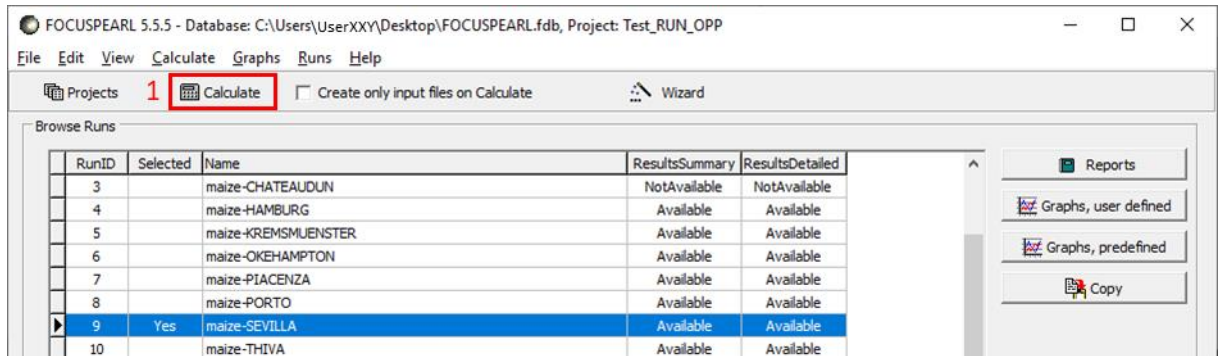 FOCUSPEARL 5.5.5 - Database: C:\Users\UserXXY\Desktop\FOCUSPEARL.fdb, Project: Test_RUN_OPP
File Edit View Calculate Graphs Runs Help
Projects 1 Calculate Create only input files on Calculate Wizard
Browse Runs
RunID Selected Name ResultsSummary ResultsDetailed
3 maize-CHATEAUDUN NotAvailable NotAvailable
4 maize-HAMBURG Available Available
5 maize-KREMSMUENSTER Available Available
6 maize-OKEHAMPTON Available Available
7 maize-PIACENZA Available Available
8 maize-PORTO Available Available
9 Yes maize-SEVILLA Available Available
10 maize-THIVA Available Available
Reports
Graphs, user defined
Graphs, predefined
Copy